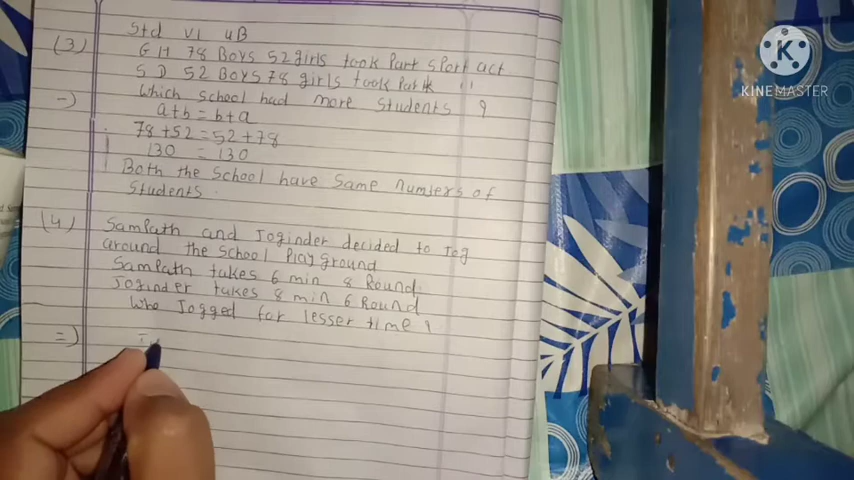 Std VI 4B
(3) G H 78 Boys 52 girls took Part sport act
S D 52 Boys 78 girls took Part "
→ Which school had more students ?
a+b = b+a
78+52 = 52+78
130 = 130
Both the School have Same numbers of
Students
(4) Sampath and Joginder decided to Jog
around the School Playground
Sampath takes 6 min 8 Round
Joginder takes 8 min 6 Round
Who Jogged for lesser time ?
=)
KINEMASTER